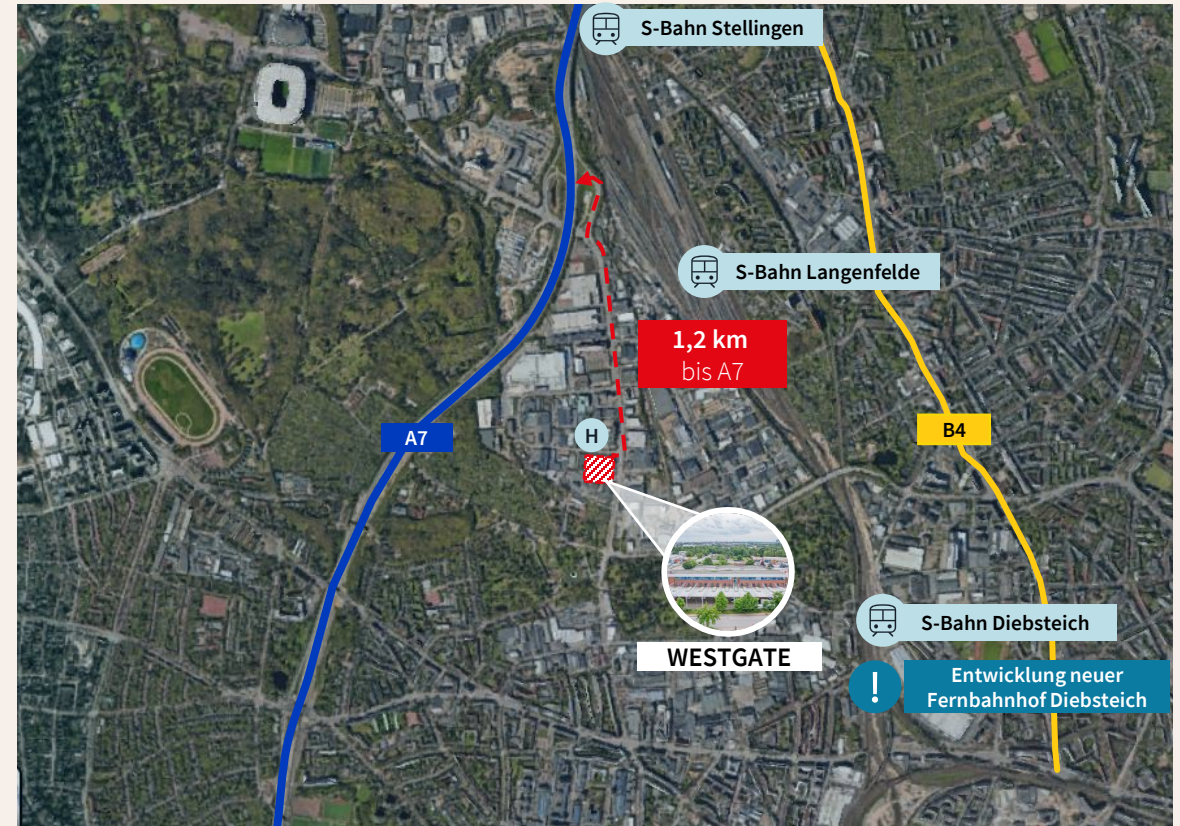 S-Bahn Stellingen
S-Bahn Langenfelde
1,2 km
bis A7
A7
B4
H
WESTGATE
S-Bahn Diebsteich
!
Entwicklung neuer
Fernbahnhof Diebsteich